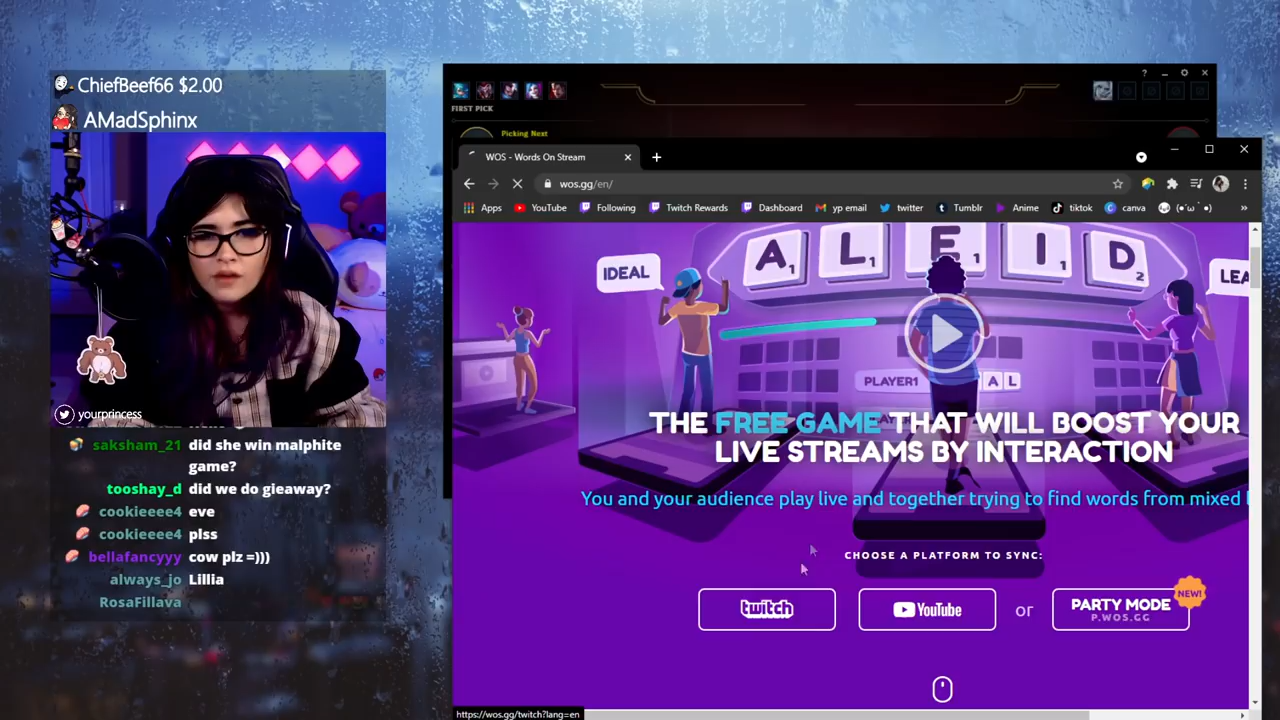 ChiefBeef66 $2.00
AMadSphinx
yourprincess
saksham_21 did she win malphite
game?
tooshay_d did we do gieaway?
cookieeee4 eve
cookieeee4 plss
bellafancyyy cow plz =)))
always_jo Lillia
RosaFillava
FIRST PICK
Picking Next
WOS - Words On Stream
wos.gg/en/
Apps YouTube Following Twitch Rewards Dashboard yp email twitter Tumblr Anime tiktok canva (●´ω`●)
IDEAL
A1 L1 E1 I1 D2
LEA
PLAYER1 A L
THE FREE GAME THAT WILL BOOST YOUR
LIVE STREAMS BY INTERACTION
You and your audience play live and together trying to find words from mixed
CHOOSE A PLATFORM TO SYNC:
twitch YouTube or PARTY MODE
P.WOS.GG
NEW!
https://wos.gg/twitch?lang=en